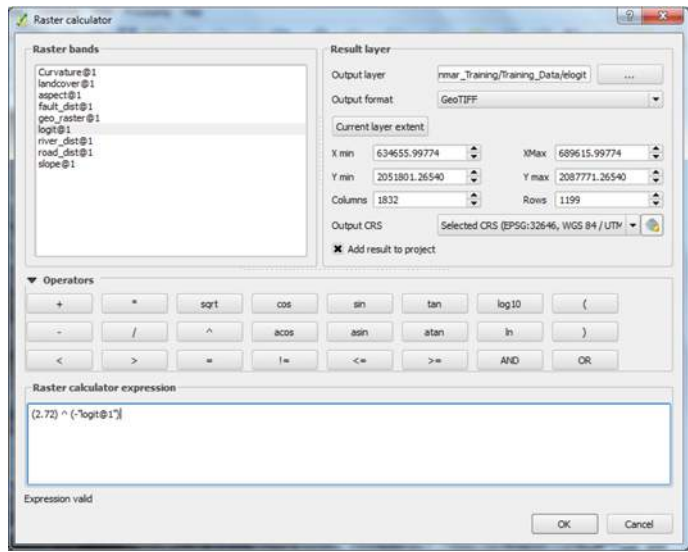 Raster calculator
Raster bands
Curvature@1
landcover@1
aspect@1
fault_dist@1
geo_raster@1
logit@1
river_dist@1
road_dist@1
slope@1
Result layer
Output layer nmar_Training/Training_Data/elogit ...
Output format GeoTIFF
Current layer extent
X min 634655.99774 XMax 689615.99774
Y min 2051801.26540 Y max 2087771.26540
Columns 1832 Rows 1199
Output CRS Selected CRS (EPSG:32646, WGS 84 / UTM
Add result to project
Operators
+ * sqrt cos sin tan log10 (
- / ^ acos asin atan ln )
< > = != <= >= AND OR
Raster calculator expression
(2.72) ^ (-"logit@1")
Expression valid
OK Cancel